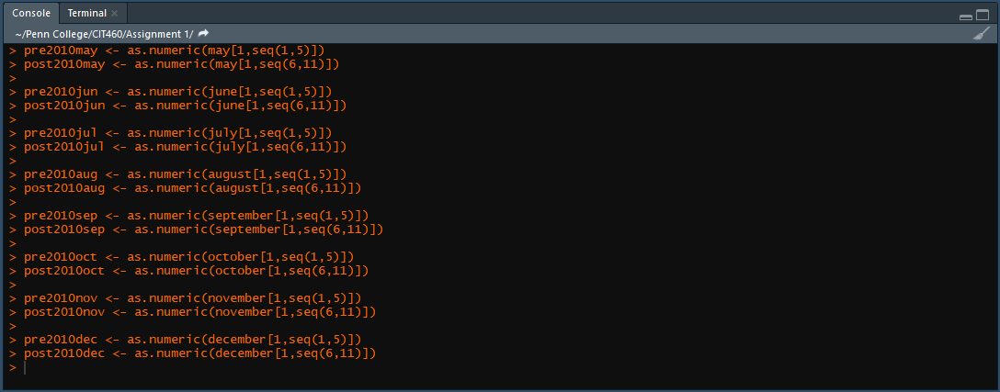 Console Terminal ×
~/Penn College/CIT460/Assignment 1/
> pre2010may <- as.numeric(may[1,seq(1,5)])
> post2010may <- as.numeric(may[1,seq(6,11)])
>
> pre2010jun <- as.numeric(june[1,seq(1,5)])
> post2010jun <- as.numeric(june[1,seq(6,11)])
>
> pre2010jul <- as.numeric(july[1,seq(1,5)])
> post2010jul <- as.numeric(july[1,seq(6,11)])
>
> pre2010aug <- as.numeric(august[1,seq(1,5)])
> post2010aug <- as.numeric(august[1,seq(6,11)])
>
> pre2010sep <- as.numeric(september[1,seq(1,5)])
> post2010sep <- as.numeric(september[1,seq(6,11)])
>
> pre2010oct <- as.numeric(october[1,seq(1,5)])
> post2010oct <- as.numeric(october[1,seq(6,11)])
>
> pre2010nov <- as.numeric(november[1,seq(1,5)])
> post2010nov <- as.numeric(november[1,seq(6,11)])
>
> pre2010dec <- as.numeric(december[1,seq(1,5)])
> post2010dec <- as.numeric(december[1,seq(6,11)])
>